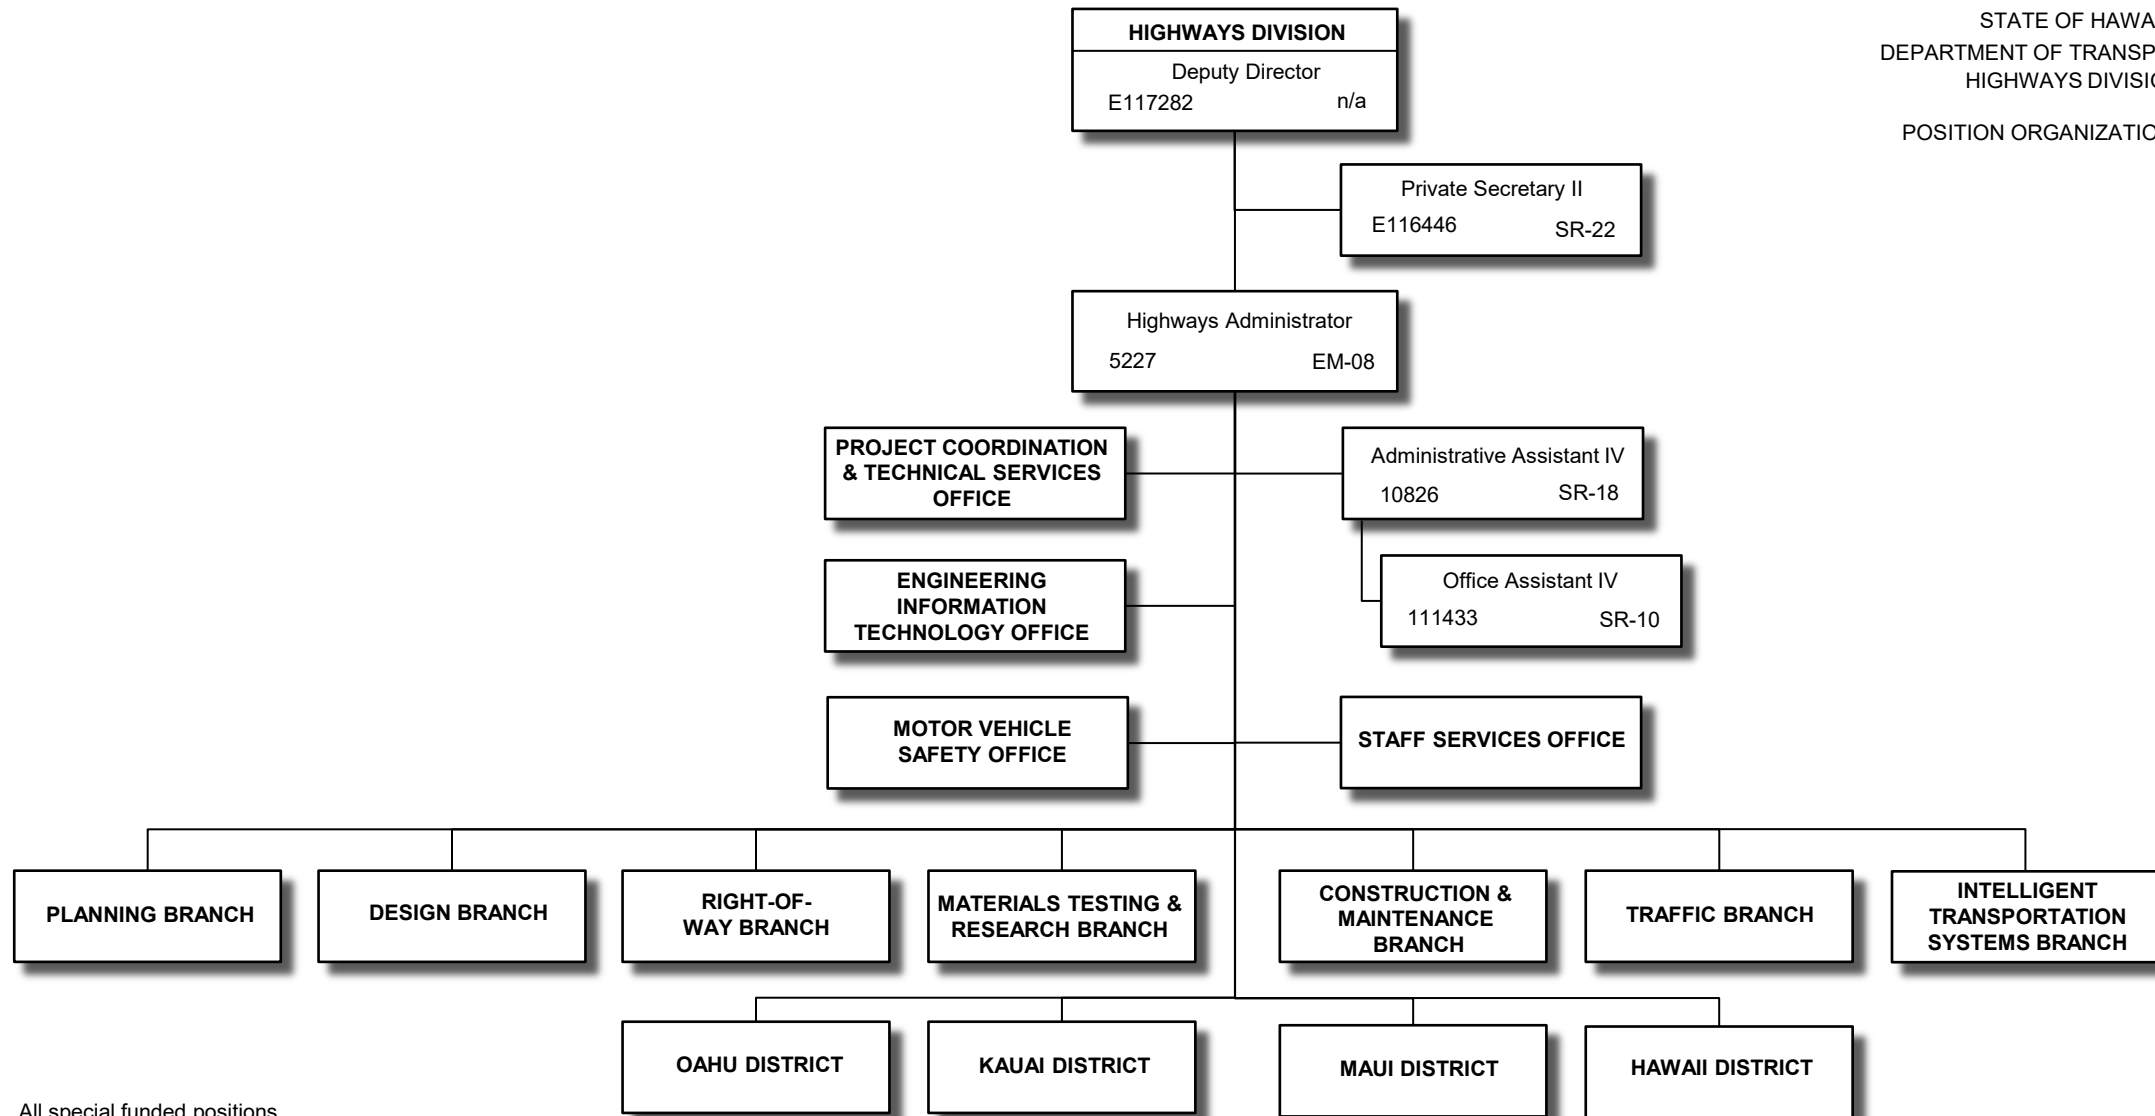 HIGHWAYS DIVISION
Deputy Director
E117282 n/a
STATE OF HAWA
DEPARTMENT OF TRANSP
HIGHWAYS DIVISI
POSITION ORGANIZATIO
Private Secretary II
E116446 SR-22
Highways Administrator
5227 EM-08
PROJECT COORDINATION
& TECHNICAL SERVICES
OFFICE
Administrative Assistant IV
10826 SR-18
ENGINEERING
INFORMATION
TECHNOLOGY OFFICE
Office Assistant IV
111433 SR-10
MOTOR VEHICLE
SAFETY OFFICE
STAFF SERVICES OFFICE
PLANNING BRANCH
DESIGN BRANCH
RIGHT-OF-
WAY BRANCH
MATERIALS TESTING &
RESEARCH BRANCH
CONSTRUCTION &
MAINTENANCE
BRANCH
TRAFFIC BRANCH
INTELLIGENT
TRANSPORTATION
SYSTEMS BRANCH
OAHU DISTRICT
KAUAI DISTRICT
MAUI DISTRICT
HAWAII DISTRICT
All special funded positions